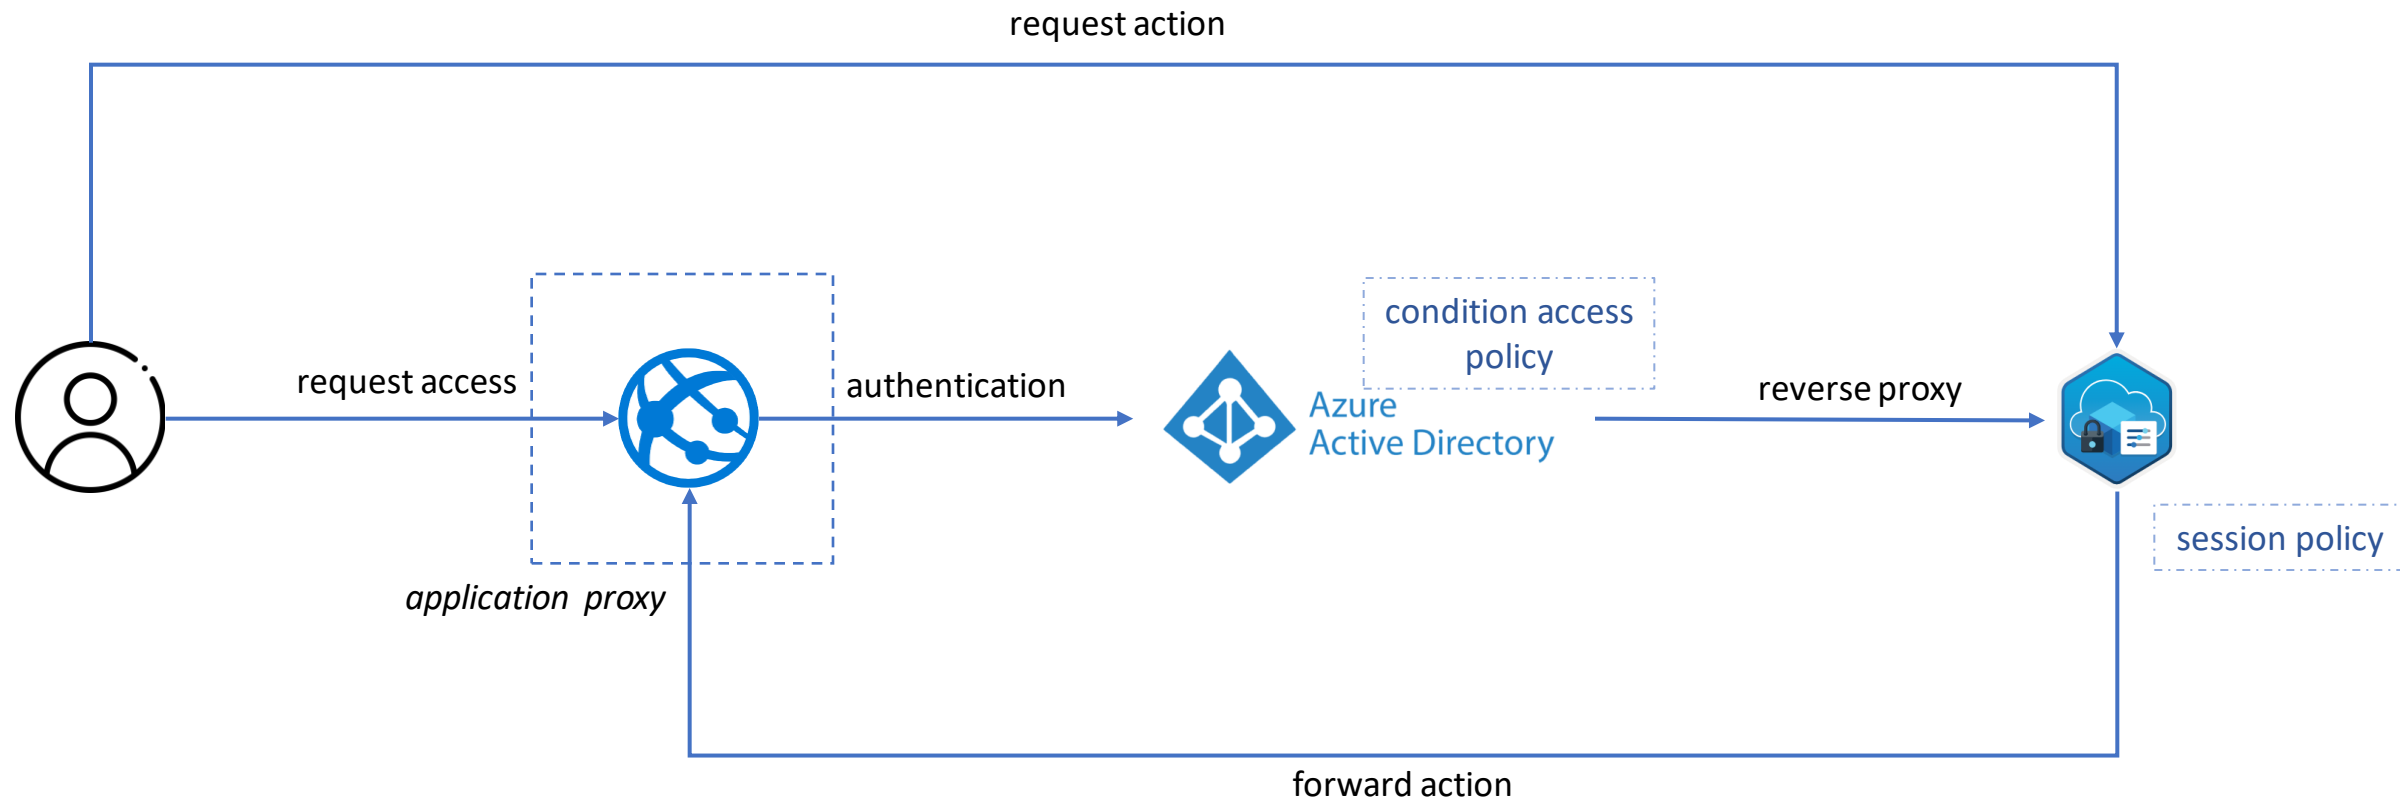 request action
condition access
policy
request access
authentication
reverse proxy
Azure
Active Directory
session policy
application proxy
forward action